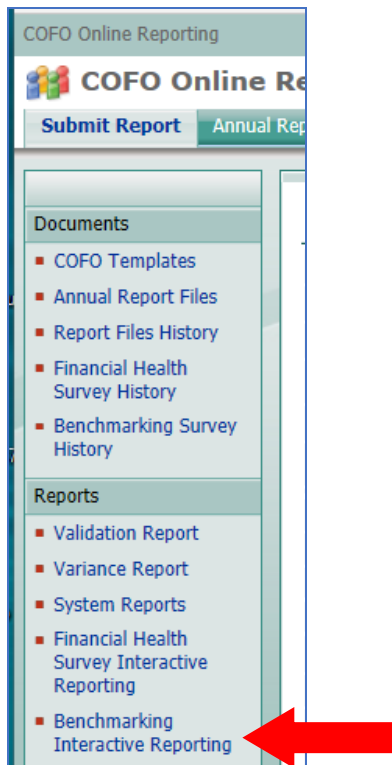 COFO Online Reporting
COFO Online Re
Submit Report Annual Rep
Documents
COFO Templates
Annual Report Files
Report Files History
Financial Health
Survey History
Benchmarking Survey
History
Reports
Validation Report
Variance Report
System Reports
Financial Health
Survey Interactive
Reporting
Benchmarking
Interactive Reporting